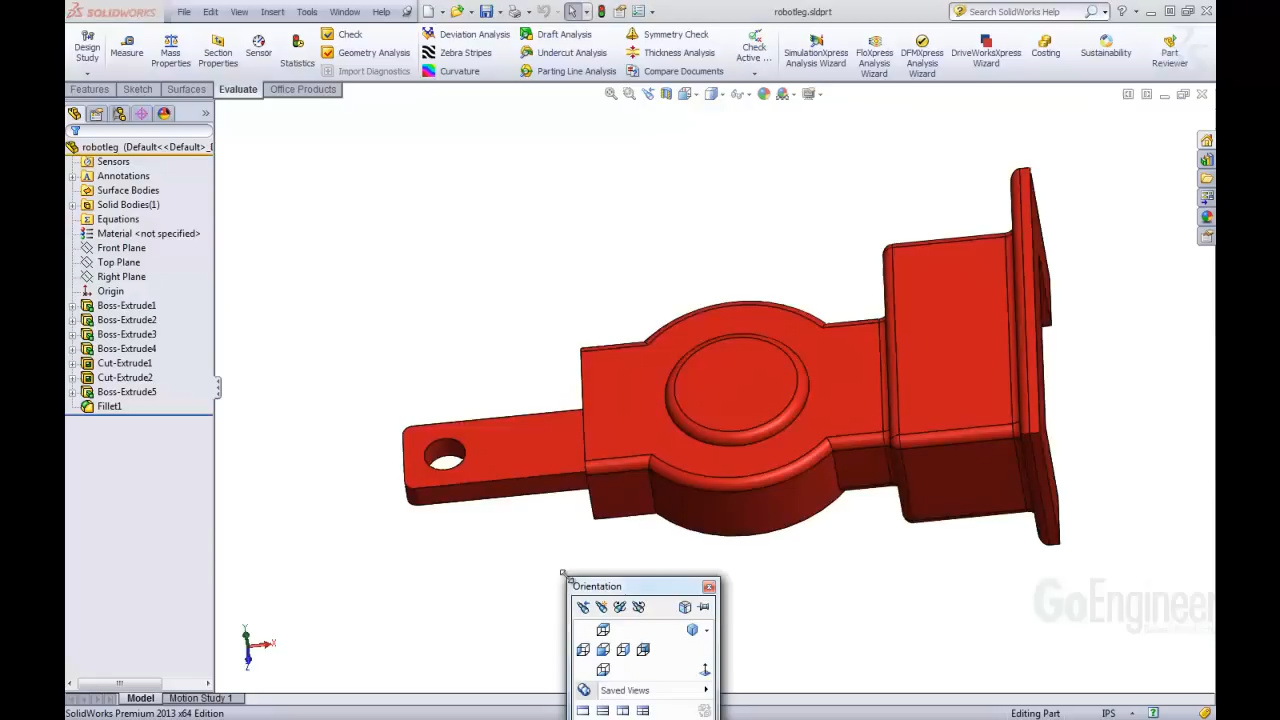 SOLIDWORKS File Edit View Insert Tools Window Help robotleg.sldprt Search SolidWorks Help
Design Study
Measure
Mass Properties
Section Properties
Sensor
Statistics
Check
Geometry Analysis
Import Diagnostics
Deviation Analysis
Zebra Stripes
Curvature
Draft Analysis
Undercut Analysis
Parting Line Analysis
Symmetry Check
Thickness Analysis
Compare Documents
Check Active ...
SimulationXpress Analysis Wizard
FloXpress Analysis Wizard
DFMXpress Analysis Wizard
DriveWorksXpress Wizard
Costing
Sustainability
Part Reviewer
Features Sketch Surfaces Evaluate Office Products
robotleg (Default<<Default>_
Sensors
Annotations
Surface Bodies
Solid Bodies(1)
Equations
Material <not specified>
Front Plane
Top Plane
Right Plane
Origin
Boss-Extrude1
Boss-Extrude2
Boss-Extrude3
Boss-Extrude4
Cut-Extrude1
Cut-Extrude2
Boss-Extrude5
Fillet1
Orientation
Saved Views
GoEngineer
Y
X
Z
Model Motion Study 1
SolidWorks Premium 2013 x64 Edition Editing Part IPS